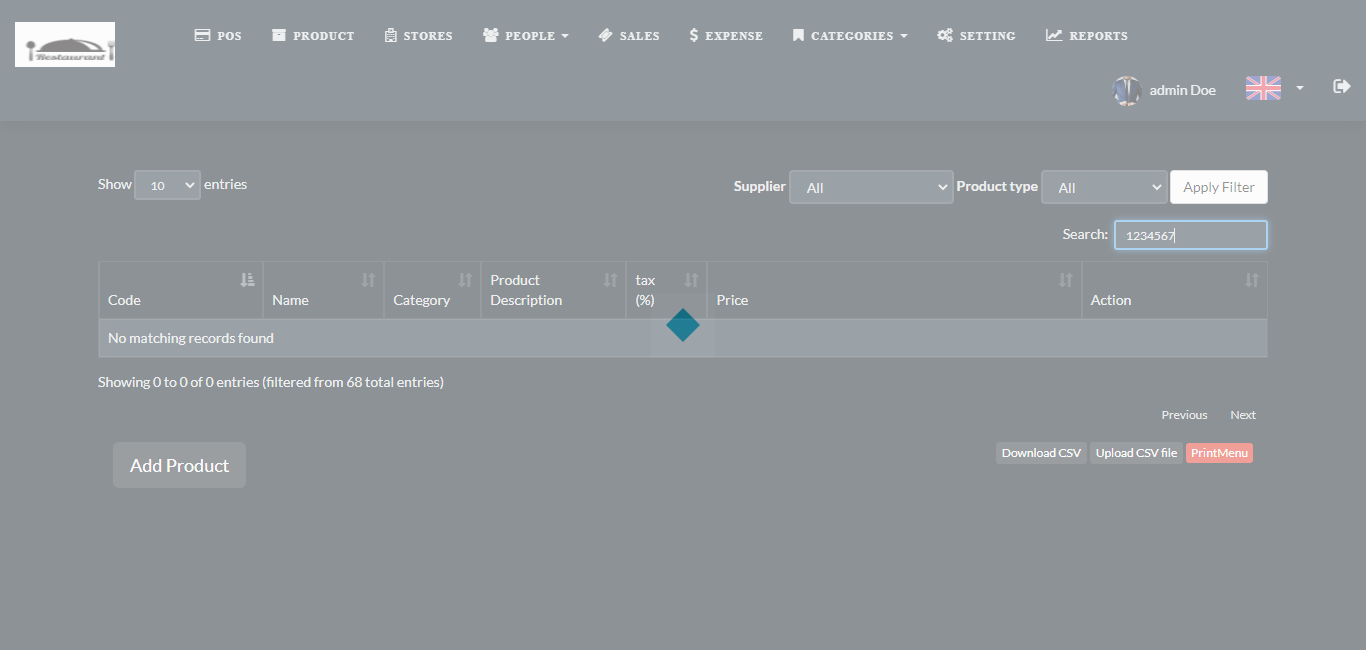 Restaurant
POS PRODUCT STORES PEOPLE SALES EXPENSE CATEGORIES SETTING REPORTS
admin Doe
Show 10 entries
Supplier All Product type All Apply Filter
Search: 1234567
Code Name Category Product Description tax (%) Price Action
No matching records found
Showing 0 to 0 of 0 entries (filtered from 68 total entries)
Previous Next
Add Product Download CSV Upload CSV file PrintMenu